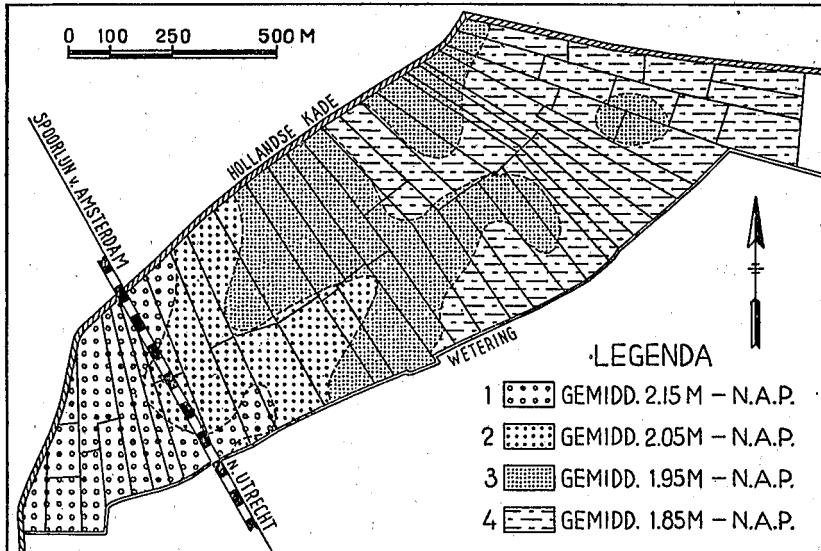 0 100 250 500 M
SPOORLIJN v. AMSTERDAM
HOLLANDSE KADE
WETERING
N. UTRECHT
LEGENDA
1 GEMIDD. 2.15 M – N.A.P.
2 GEMIDD. 2.05 M – N.A.P.
3 GEMIDD. 1.95 M – N.A.P.
4 GEMIDD. 1.85 M – N.A.P.